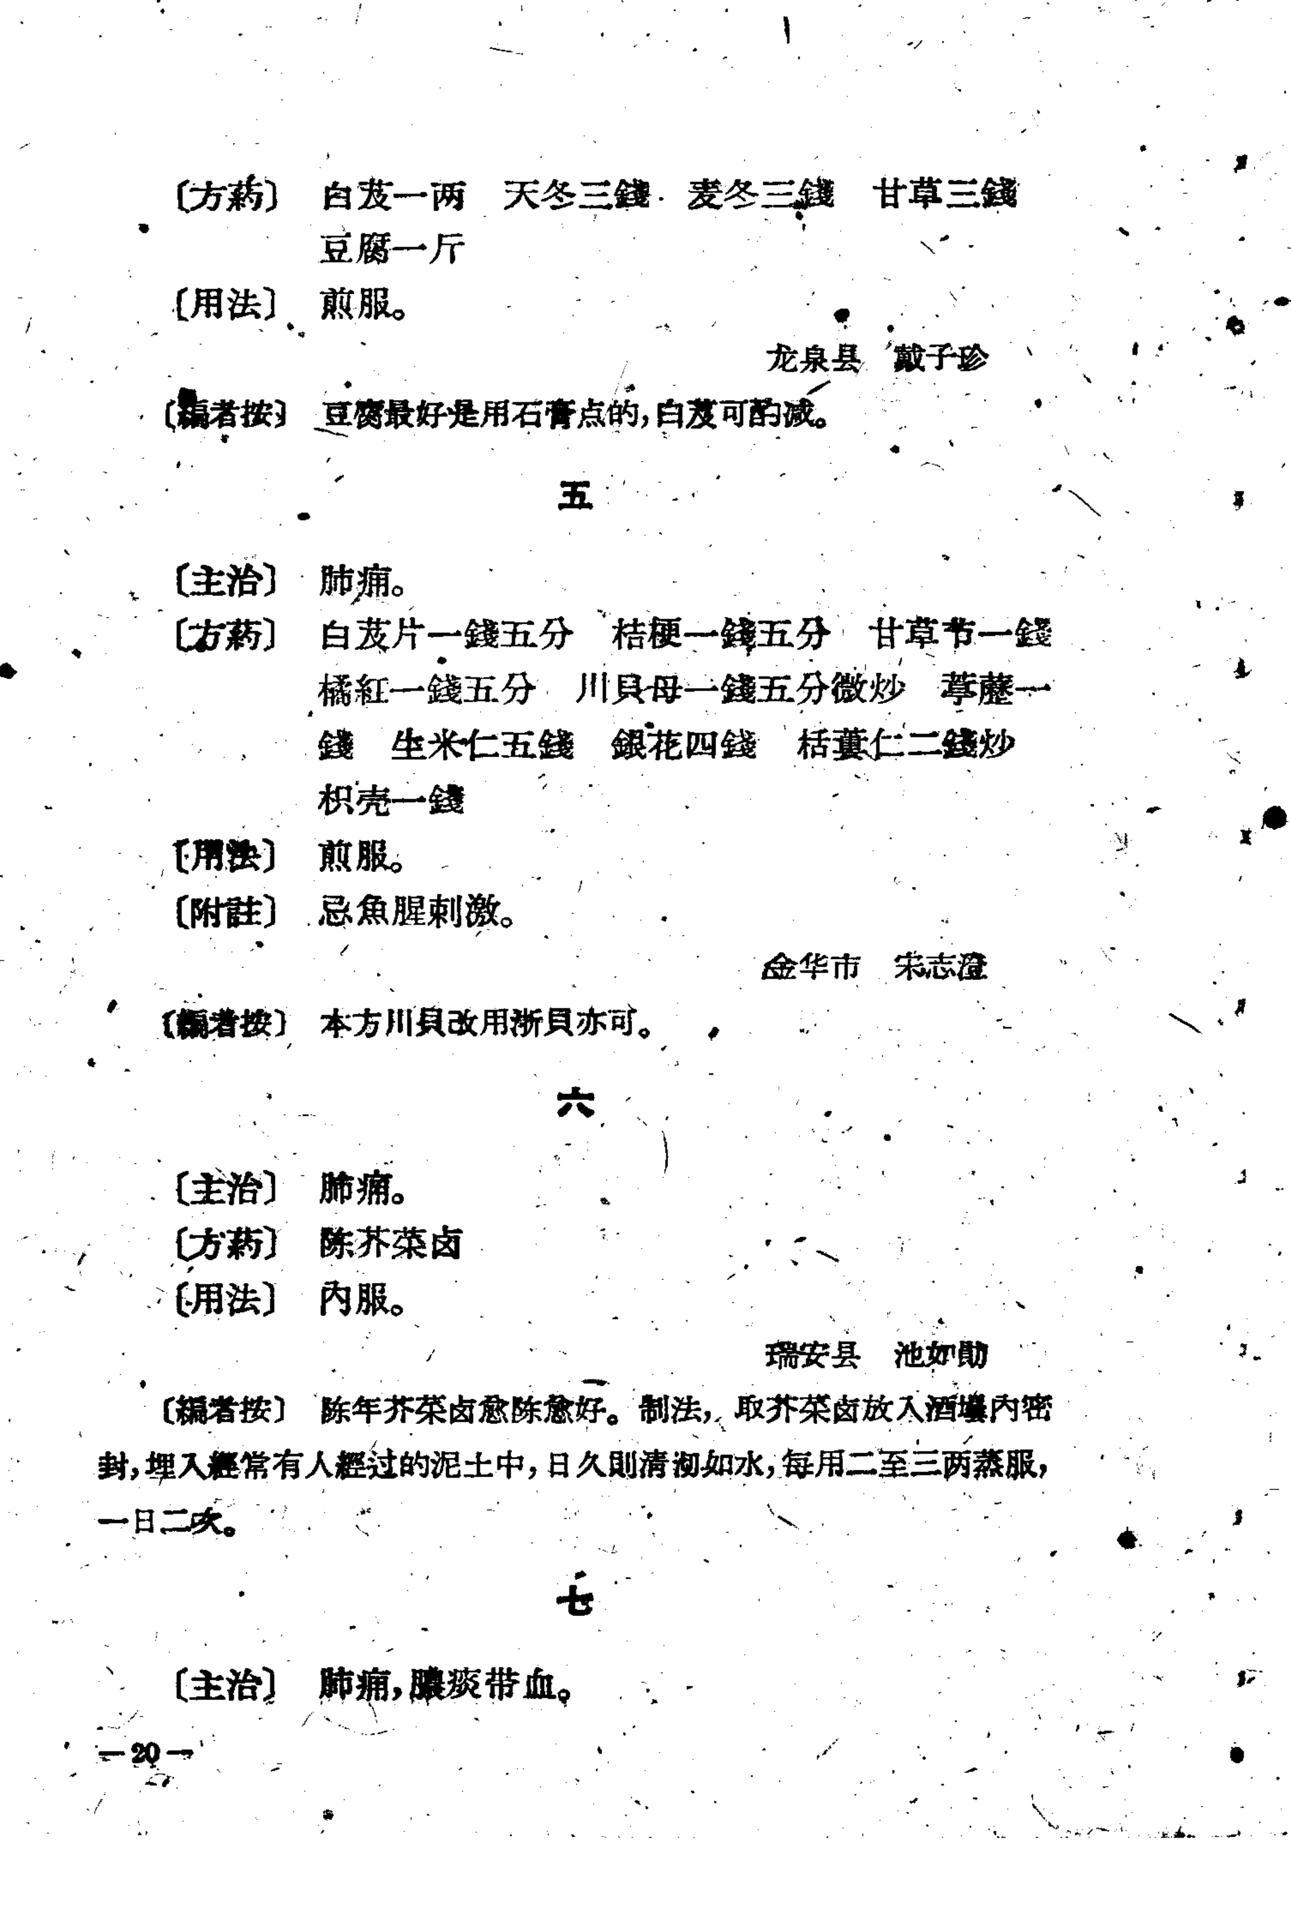 〔方葯〕 白芨一两 天冬三錢 麦冬三錢 甘草三錢
豆腐一斤
〔用法〕 煎服。
龙泉县 戴子珍
〔編者按〕 豆腐最好是用石膏点的，白芨可酌减。
五
〔主治〕 肺痈。
〔方葯〕 白芨片一錢五分 桔梗一錢五分 甘草节一錢
橘紅一錢五分 川貝母一錢五分微炒 葶藶一
錢 生米仁五錢 銀花四錢 栝蔞仁二錢炒
枳壳一錢
〔用法〕 煎服。
〔附註〕 忌魚腥刺激。
金华市 宋志澄
〔編者按〕 本方川貝改用浙貝亦可。
六
〔主治〕 肺痈。
〔方葯〕 陈芥菜卤
〔用法〕 內服。
瑞安县 池如勛
〔編者按〕 陈年芥菜卤愈陈愈好。制法，取芥菜卤放入酒壜內密
封，埋入經常有人經过的泥土中，日久則清沏如水，每用二至三两蒸服，
一日二次。
七
〔主治〕 肺痈，膿痰带血。
—20—